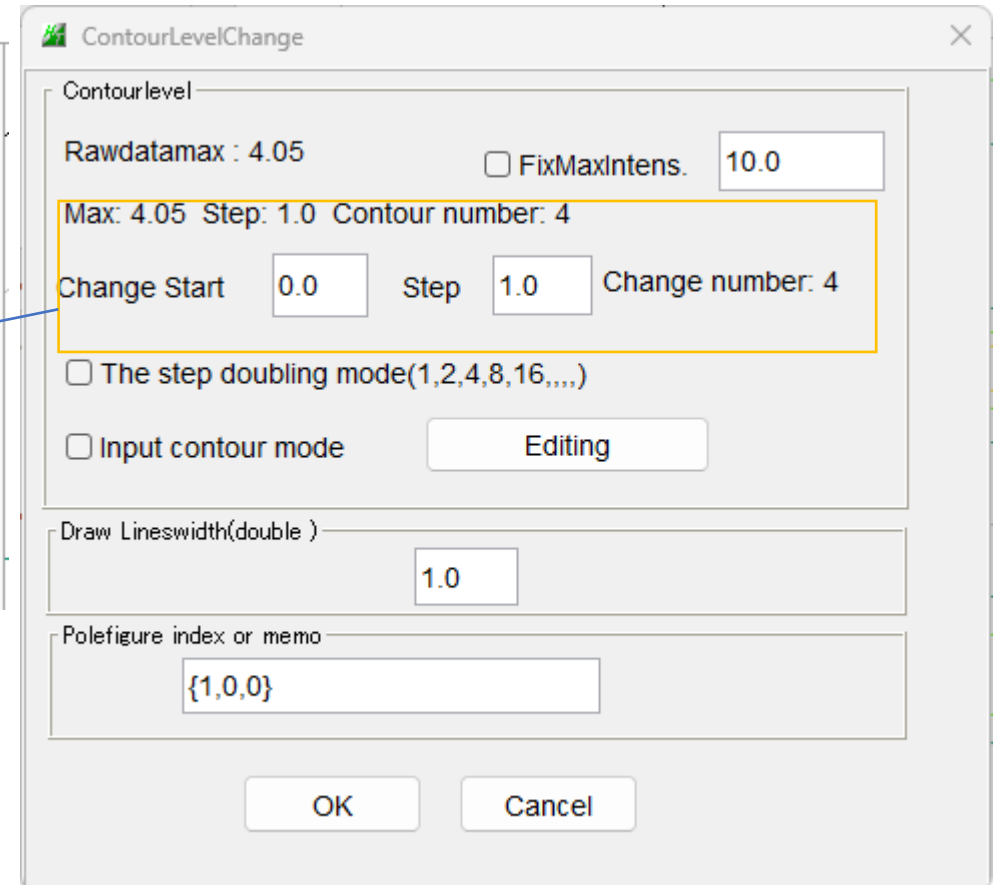 ContourLevelChange
Contourlevel
Rawdatamax : 4.05 FixMaxIntens. 10.0
Max: 4.05 Step: 1.0 Contour number: 4
Change Start 0.0 Step 1.0 Change number: 4
The step doubling mode(1,2,4,8,16,,,,)
Input contour mode Editing
Draw Lineswidth(double )
1.0
Polefigure index or memo
{1,0,0}
OK Cancel